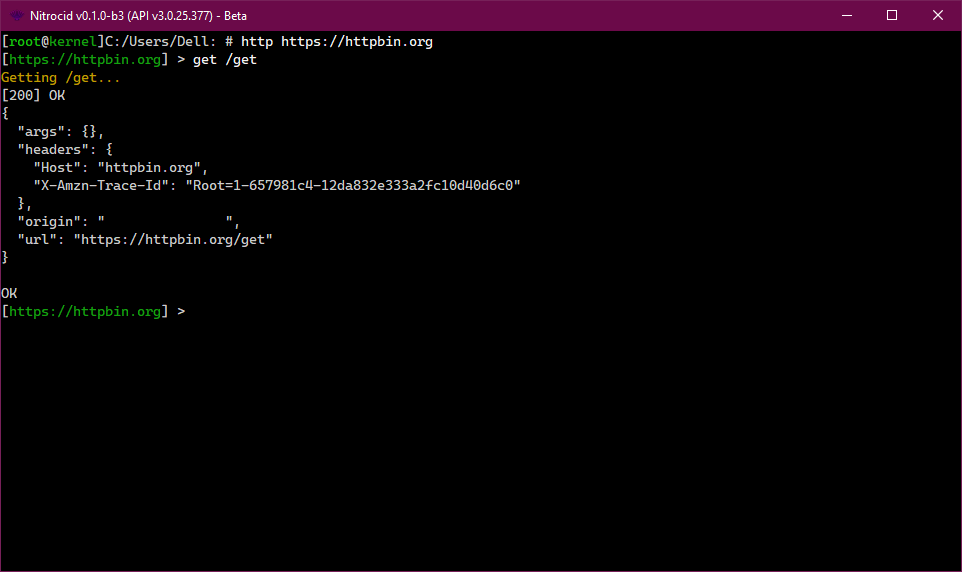 Nitrocid v0.1.0-b3 (API v3.0.25.377) - Beta
[root@kernel]C:/Users/Dell: # http https://httpbin.org
[https://httpbin.org] > get /get
Getting /get...
[200] OK
{
  "args": {},
  "headers": {
    "Host": "httpbin.org",
    "X-Amzn-Trace-Id": "Root=1-657981c4-12da832e333a2fc10d40d6c0"
  },
  "origin": "               ",
  "url": "https://httpbin.org/get"
}

OK
[https://httpbin.org] >